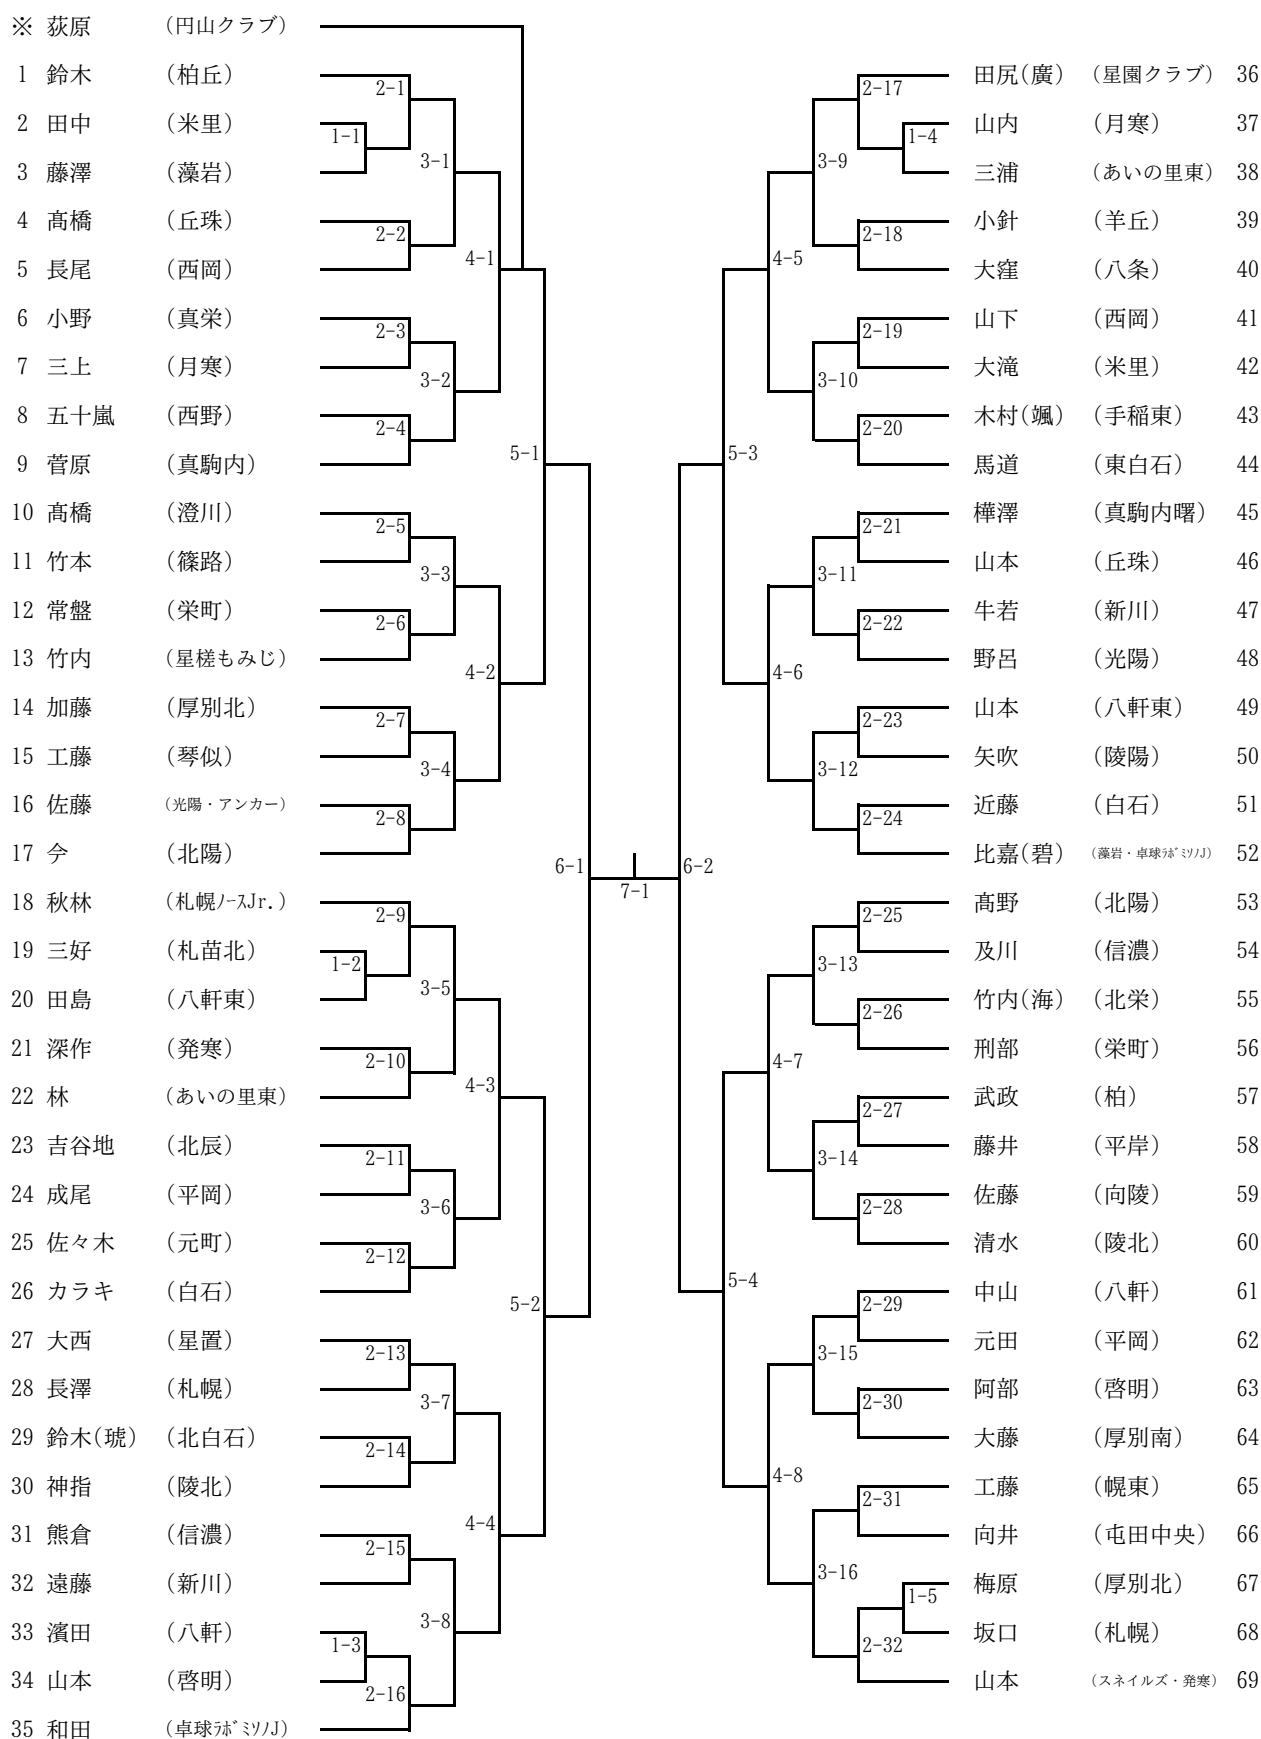 ※ 荻原 （円山クラブ）
1 鈴木 （柏丘）
2 田中 （米里）
3 藤澤 （藻岩）
4 髙橋 （丘珠）
5 長尾 （西岡）
6 小野 （真栄）
7 三上 （月寒）
8 五十嵐 （西野）
9 菅原 （真駒内）
10 髙橋 （澄川）
11 竹本 （篠路）
12 常盤 （栄町）
13 竹内 （星槎もみじ）
14 加藤 （厚別北）
15 工藤 （琴似）
16 佐藤 （光陽・アンカー）
17 今 （北陽）
18 秋林 （札幌ﾉｰｽJr.）
19 三好 （札苗北）
20 田島 （八軒東）
21 深作 （発寒）
22 林 （あいの里東）
23 吉谷地 （北辰）
24 成尾 （平岡）
25 佐々木 （元町）
26 カラキ （白石）
27 大西 （星置）
28 長澤 （札幌）
29 鈴木(琥) （北白石）
30 神指 （陵北）
31 熊倉 （信濃）
32 遠藤 （新川）
33 濱田 （八軒）
34 山本 （啓明）
35 和田 （卓球ﾗﾎﾞﾐｿﾉJ）
1-1
1-2
1-3
2-1
2-2
2-3
2-4
2-5
2-6
2-7
2-8
2-9
2-10
2-11
2-12
2-13
2-14
2-15
2-16
3-1
3-2
3-3
3-4
3-5
3-6
3-7
3-8
4-1
4-2
4-3
4-4
5-1
5-2
6-1
7-1
6-2
5-3
5-4
4-5
4-6
4-7
4-8
3-9
3-10
3-11
3-12
3-13
3-14
3-15
3-16
2-17
2-18
2-19
2-20
2-21
2-22
2-23
2-24
2-25
2-26
2-27
2-28
2-29
2-30
2-31
2-32
1-4
1-5
田尻(廣) （星園クラブ） 36
山内 （月寒） 37
三浦 （あいの里東） 38
小針 （羊丘） 39
大窪 （八条） 40
山下 （西岡） 41
大滝 （米里） 42
木村(颯) （手稲東） 43
馬道 （東白石） 44
樺澤 （真駒内曙） 45
山本 （丘珠） 46
牛若 （新川） 47
野呂 （光陽） 48
山本 （八軒東） 49
矢吹 （陵陽） 50
近藤 （白石） 51
比嘉(碧) （藻岩・卓球ﾗﾎﾞﾐｿﾉJ） 52
髙野 （北陽） 53
及川 （信濃） 54
竹内(海) （北栄） 55
刑部 （栄町） 56
武政 （柏） 57
藤井 （平岸） 58
佐藤 （向陵） 59
清水 （陵北） 60
中山 （八軒） 61
元田 （平岡） 62
阿部 （啓明） 63
大藤 （厚別南） 64
工藤 （幌東） 65
向井 （屯田中央） 66
梅原 （厚別北） 67
坂口 （札幌） 68
山本 （スネイルズ・発寒） 69